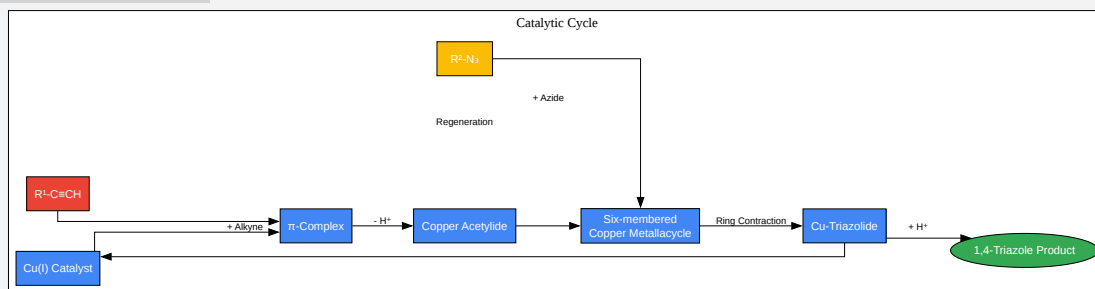 Catalytic Cycle
R²-N₃
+ Azide
Regeneration
R¹-C≡CH
+ Alkyne
π-Complex
- H⁺
Copper Acetylide
Six-membered
Copper Metallacycle
Ring Contraction
Cu-Triazolide
+ H⁺
1,4-Triazole Product
Cu(I) Catalyst